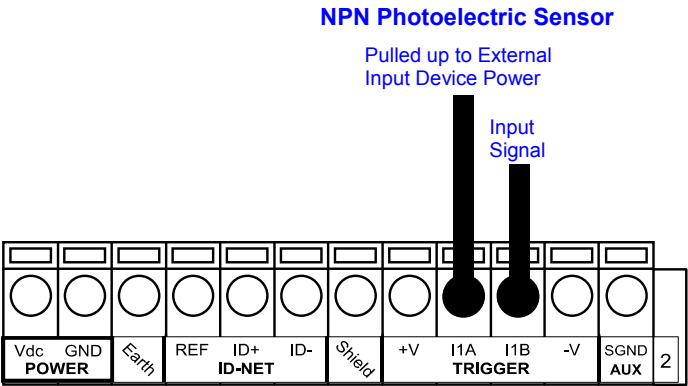 NPN Photoelectric Sensor
Pulled up to External
Input Device Power
Input
Signal
Vdc GND Earth REF ID+ ID- Shield +V I1A I1B -V SGND 2
POWER ID-NET TRIGGER AUX